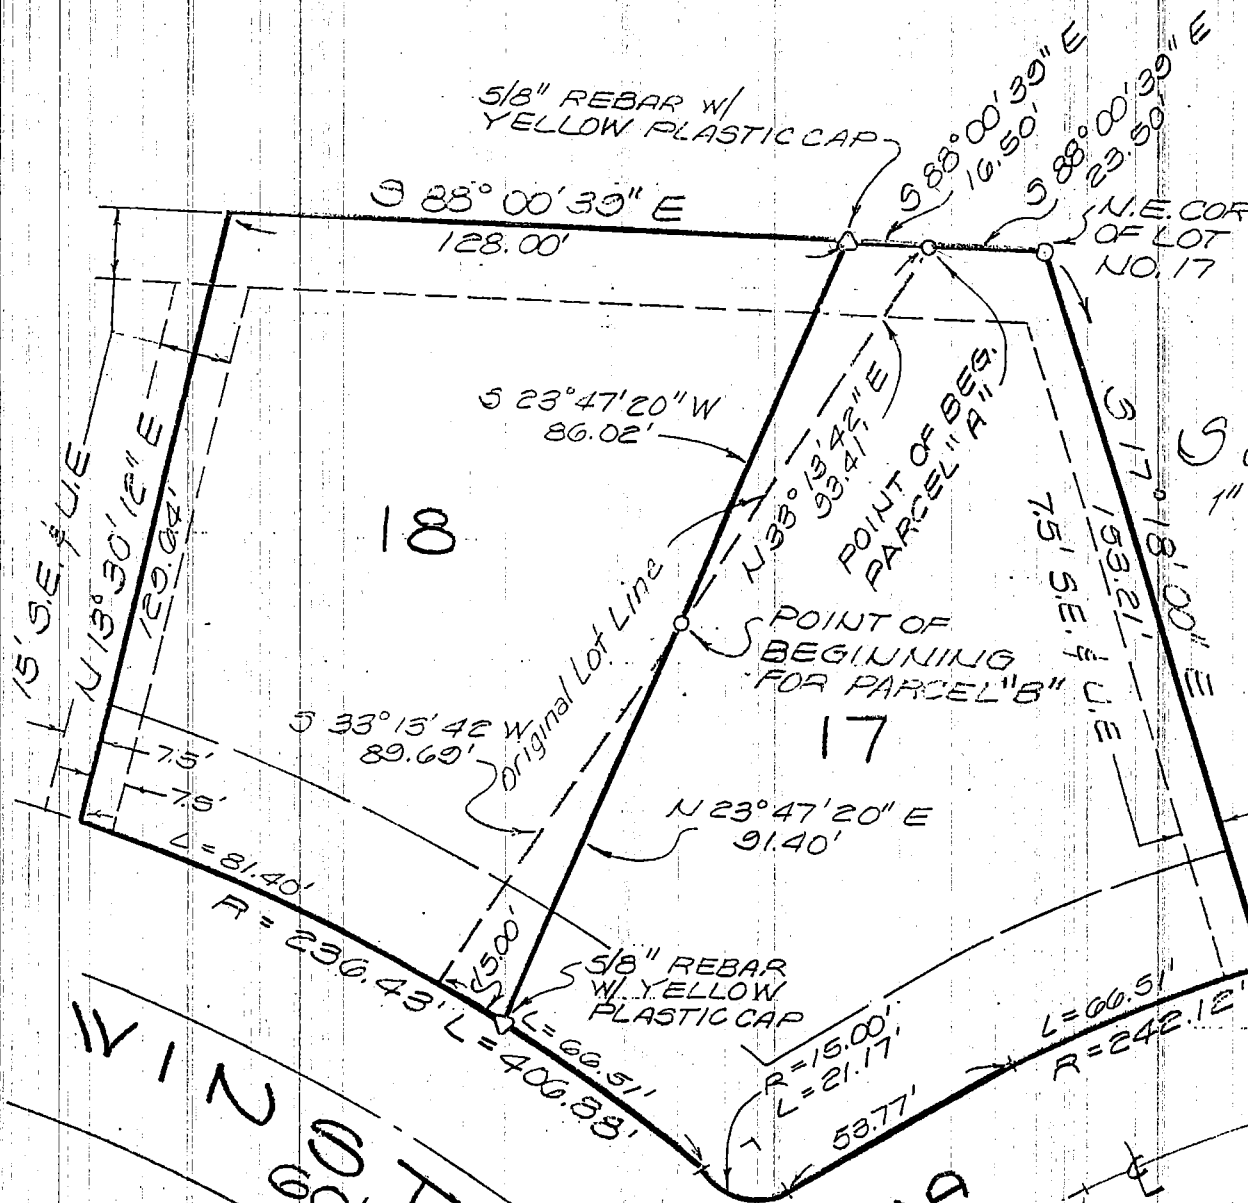 5/8" REBAR W/
YELLOW PLASTIC CAP
S 88° 00' 39" E
16.50'
S 88° 00' 39" E
23.50'
N.E. COR
OF LOT
NO. 17
S 88° 00' 39" E
128.00'
S 23° 47' 20" W
86.02'
N 33° 13' 42" E
93.41'
POINT OF BEG.
PARCEL "A"
S 17° 18' 00" E
153.21'
7.5' S.E. & U.E
15' S.E. & U.E
N 13° 30' 12" E
129.64'
18
Original Lot Line
POINT OF
BEGINNING
FOR PARCEL "B"
17
S 33° 13' 42 W
89.69'
7.5'
7.5'
N 23° 47' 20" E
91.40'
L = 81.40'
R = 236.43' L = 406.88'
15.00'
5/8" REBAR
W/ YELLOW
PLASTIC CAP
L = 66.51'
R = 15.00'
L = 21.17'
53.77'
L = 66.51'
R = 242.12'
1"
WINST
60